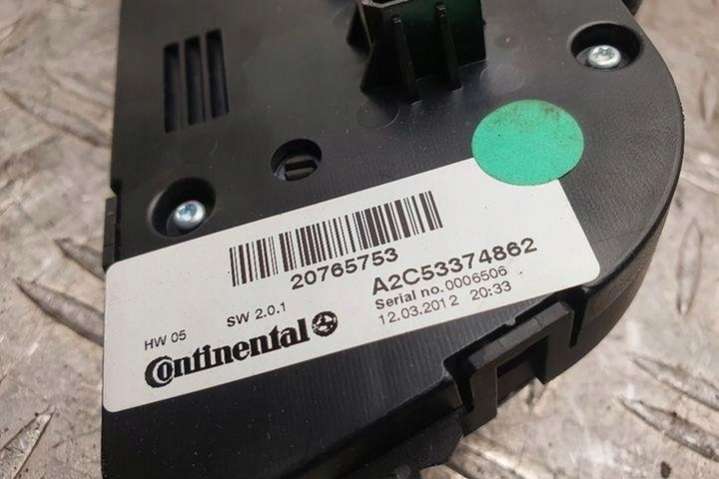 20765753
A2C53374862
HW 05 SW 2.0.1
Serial no.0006506
Continental
12.03.2012 20:33